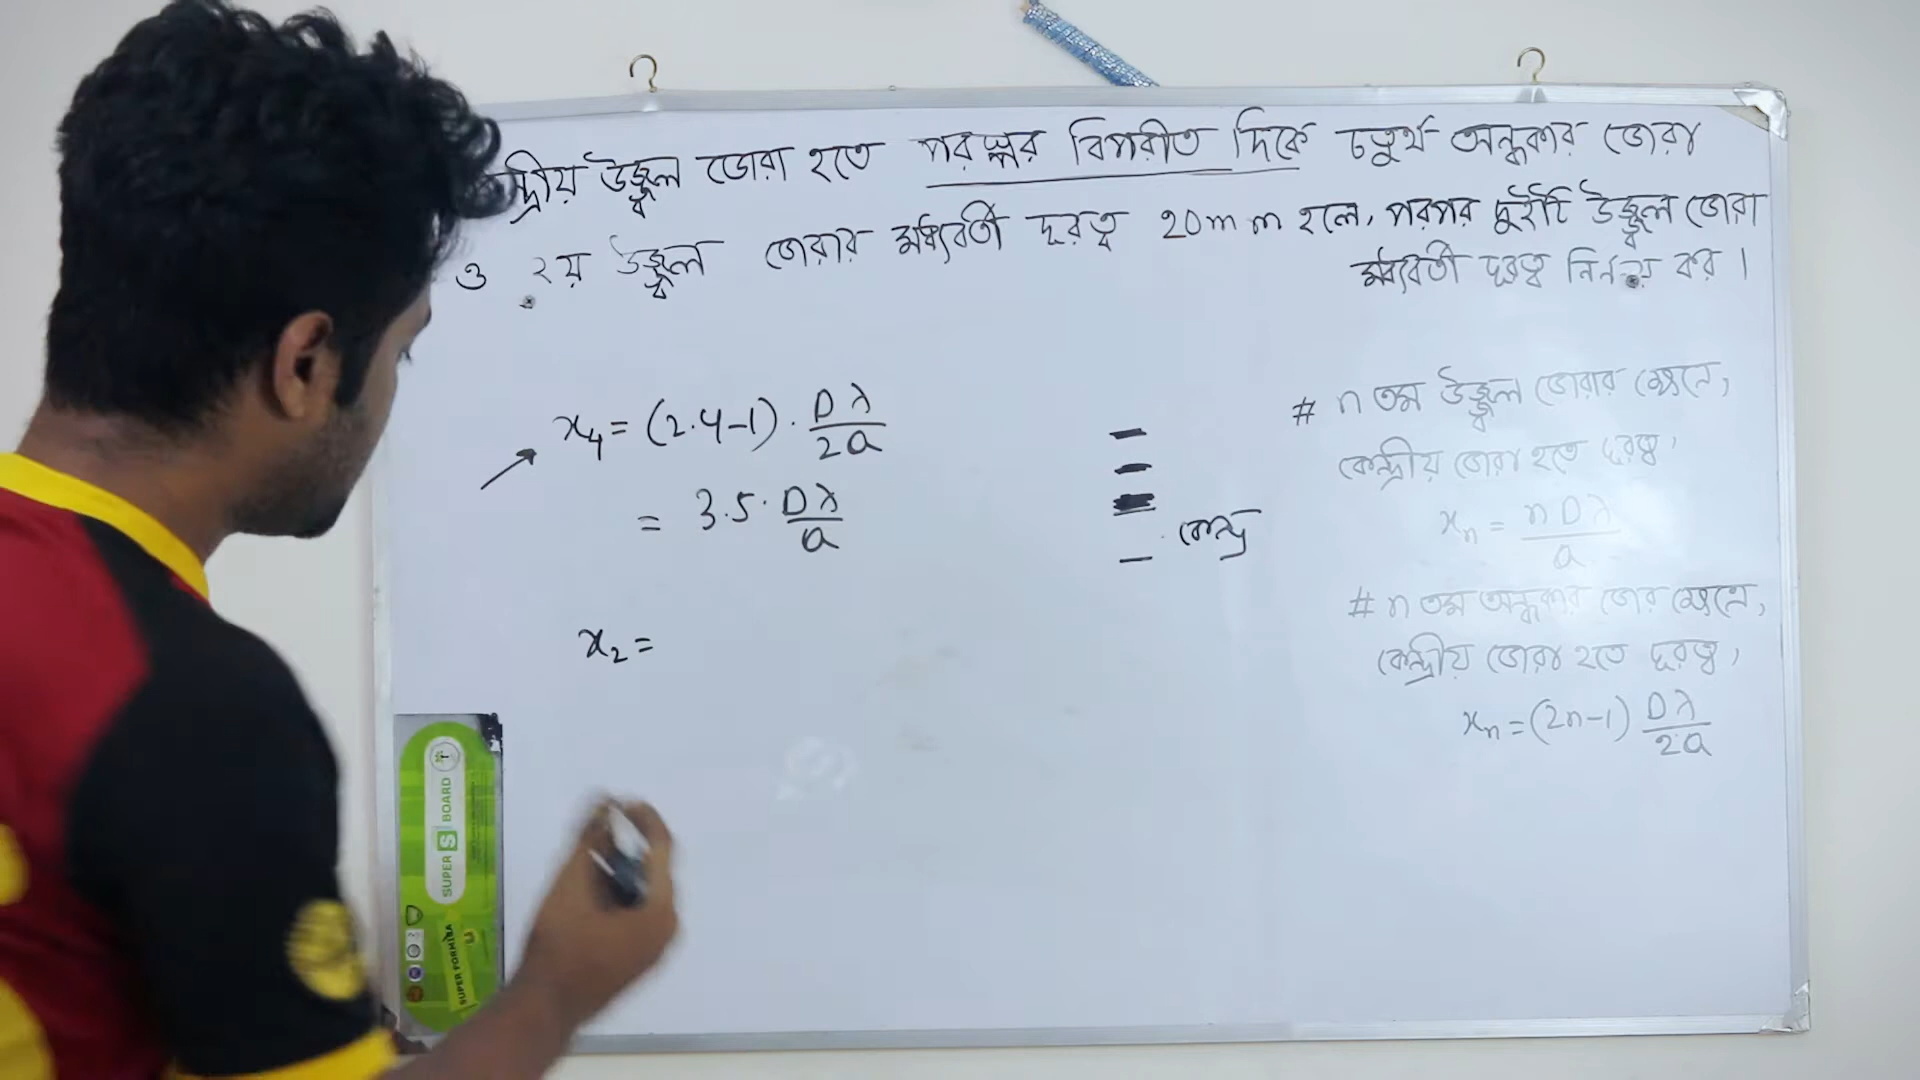 ন্দ্রীয় উজ্জ্বল ডোরা হতে পরস্পর বিপরীত দিকে চতুর্থ অন্ধকার ডোরা
ও ২য় উজ্জ্বল ডোরার মধ্যবর্তী দূরত্ব 20mm হলে, পরপর দুইটি উজ্জ্বল ডোরা
মধ্যবর্তী দূরত্ব নির্নয় কর।
x₄ = (2.4-1) . Dλ/2a
= 3.5 . Dλ/a
x₂ =
কেন্দ্র
# n তম উজ্জ্বল ডোরার ক্ষেত্রে,
কেন্দ্রীয় ডোরা হতে দূরত্ব,
xₙ = nDλ/a
# n তম অন্ধকার ডোর ক্ষেত্রে,
কেন্দ্রীয় ডোরা হতে দূরত্ব,
xₙ = (2n-1) Dλ/2a
SUPER S BOARD
SUPER FORMICA